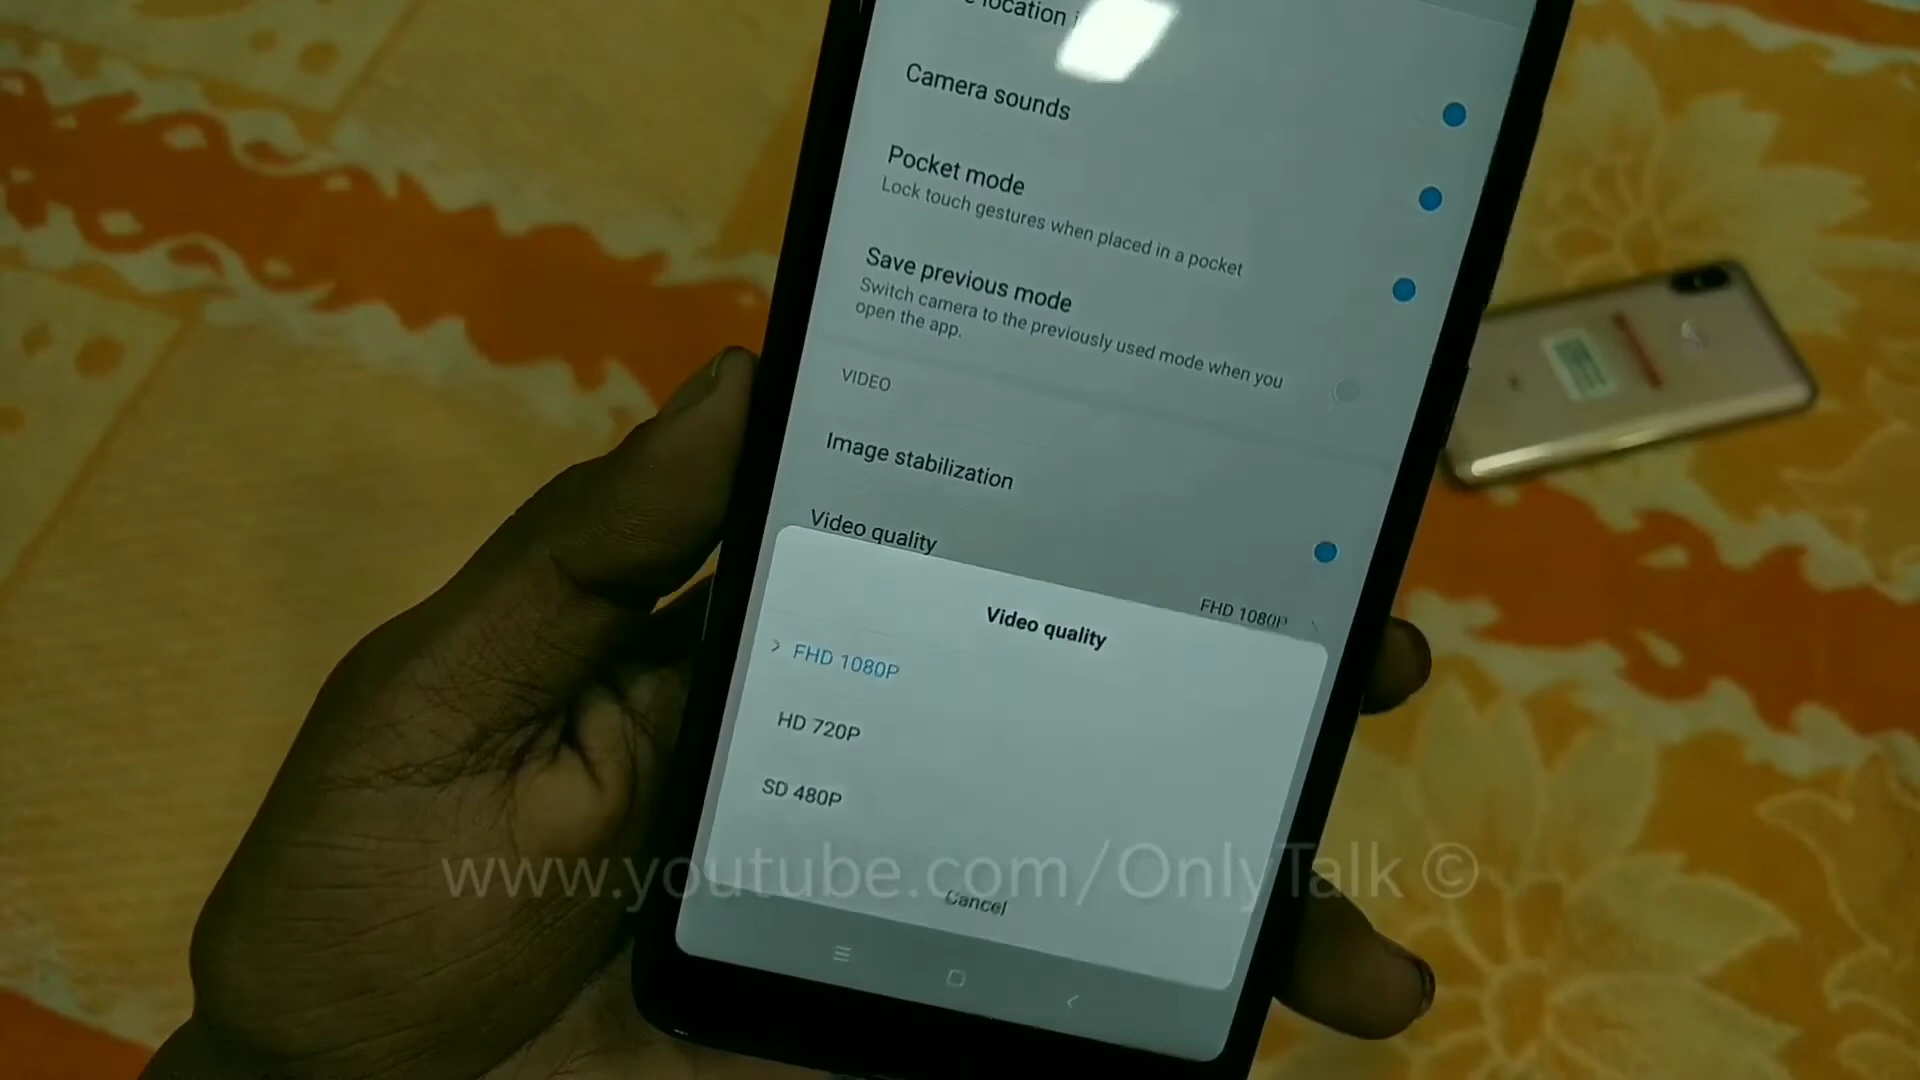 location
Camera sounds
Pocket mode
Lock touch gestures when placed in a pocket
Save previous mode
Switch camera to the previously used mode when you
open the app.
VIDEO
Image stabilization
Video quality
FHD 1080P
Video quality
FHD 1080P
HD 720P
SD 480P
www.youtube.com/OnlyTalk ©
Cancel